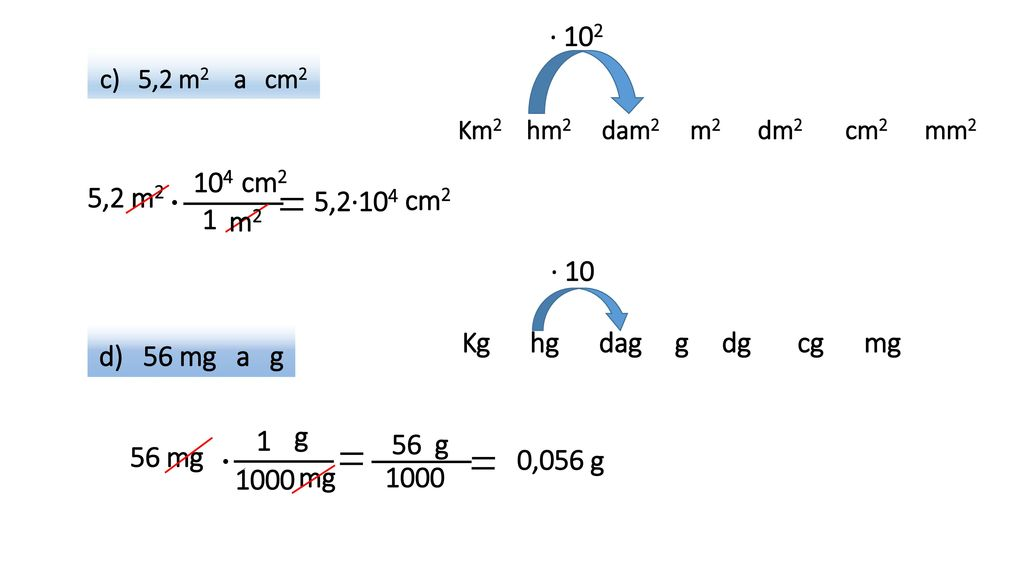 · 10²
c) 5,2 m² a cm²
Km² hm² dam² m² dm² cm² mm²
5,2 m² · 10⁴ cm² / 1 m² = 5,2·10⁴ cm²
· 10
Kg hg dag g dg cg mg
d) 56 mg a g
56 mg · 1 g / 1000 mg = 56 g / 1000 = 0,056 g